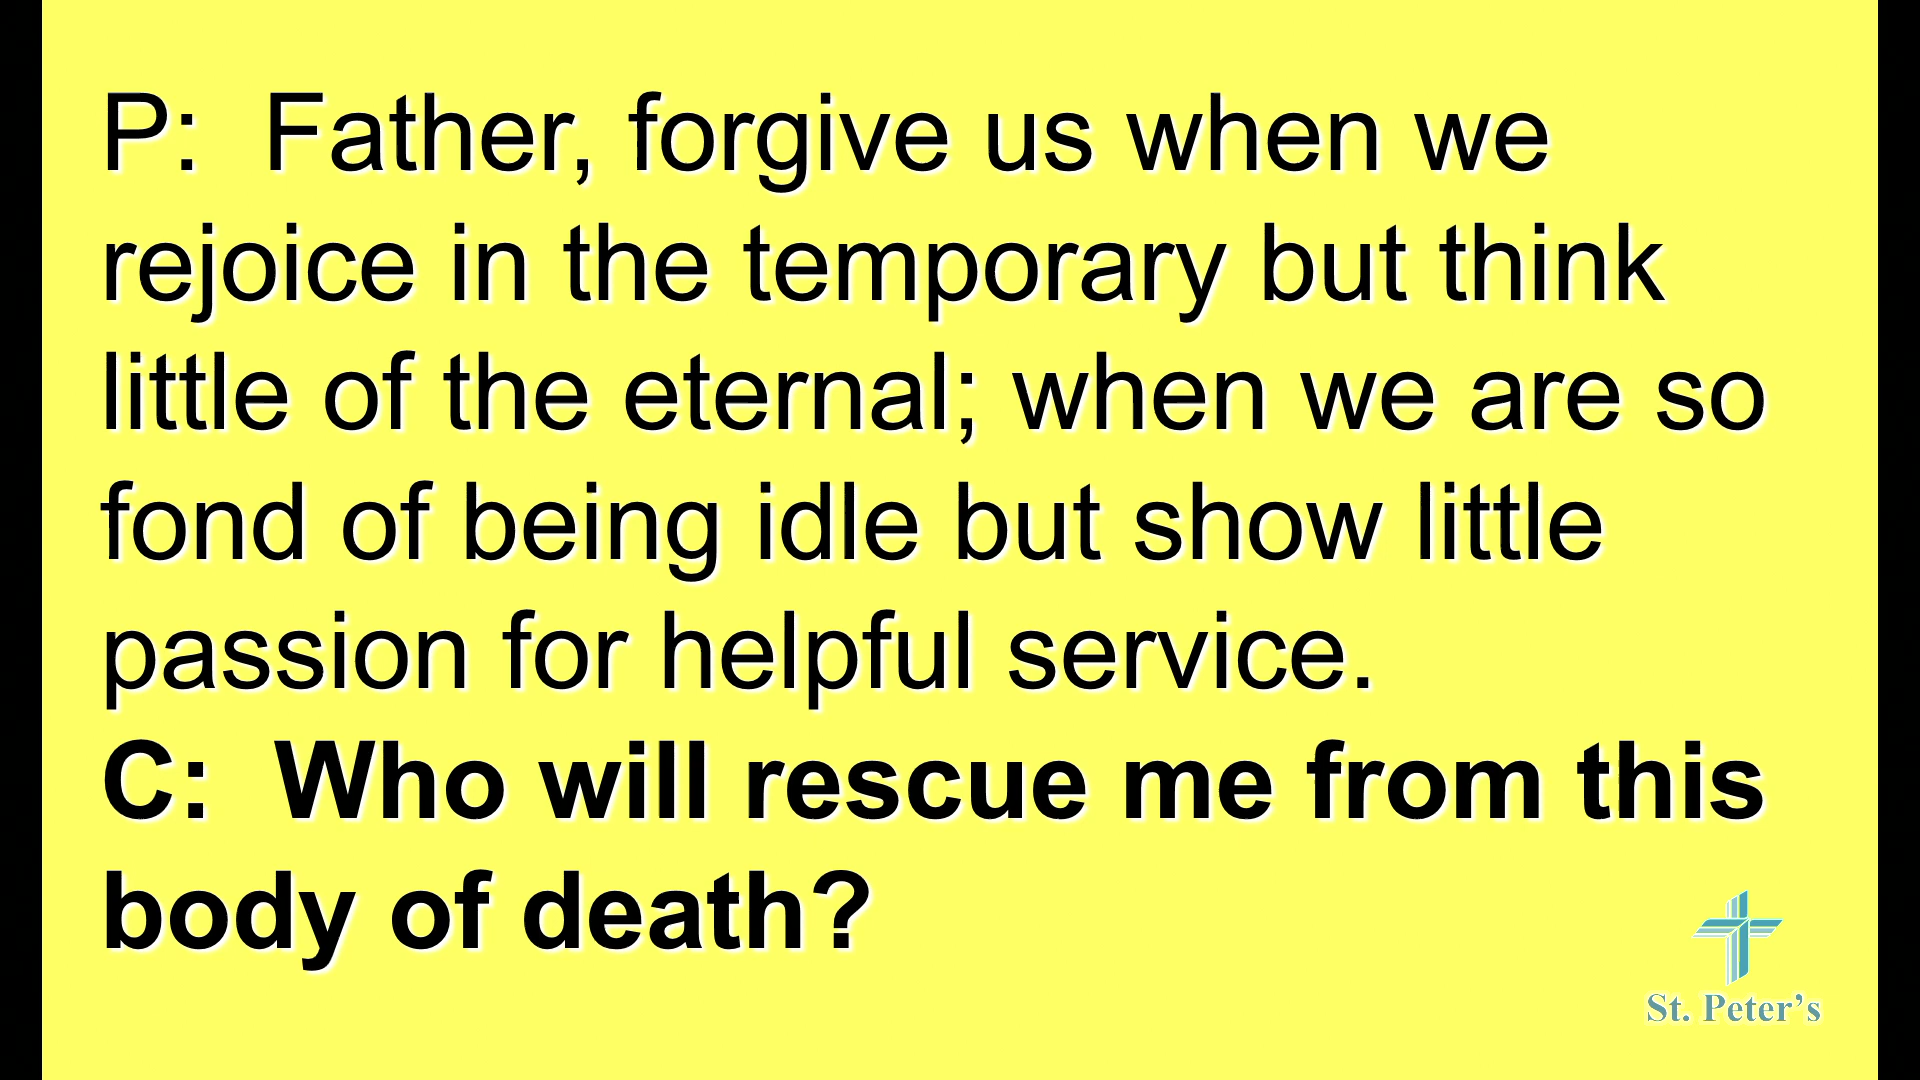 P:  Father, forgive us when we
rejoice in the temporary but think
little of the eternal; when we are so
fond of being idle but show little
passion for helpful service.
C:  Who will rescue me from this
body of death?
St. Peter’s